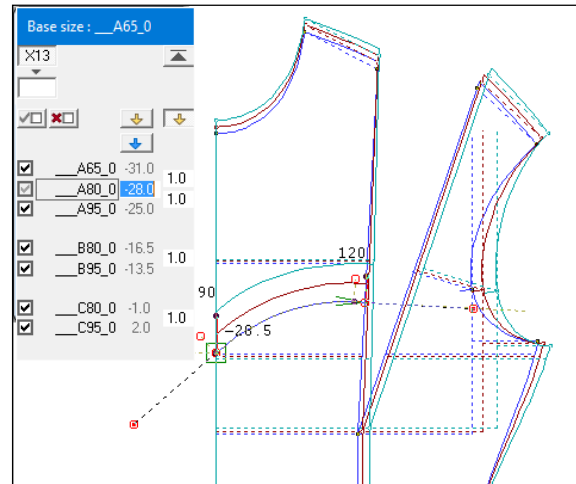 Base size : __A65_0
X13
___A65_0 -31.0
1.0
___A80_0 -28.0
1.0
___A95_0 -25.0
___B80_0 -16.5
1.0
___B95_0 -13.5
___C80_0 -1.0
1.0
___C95_0 2.0
120
90
-28.5